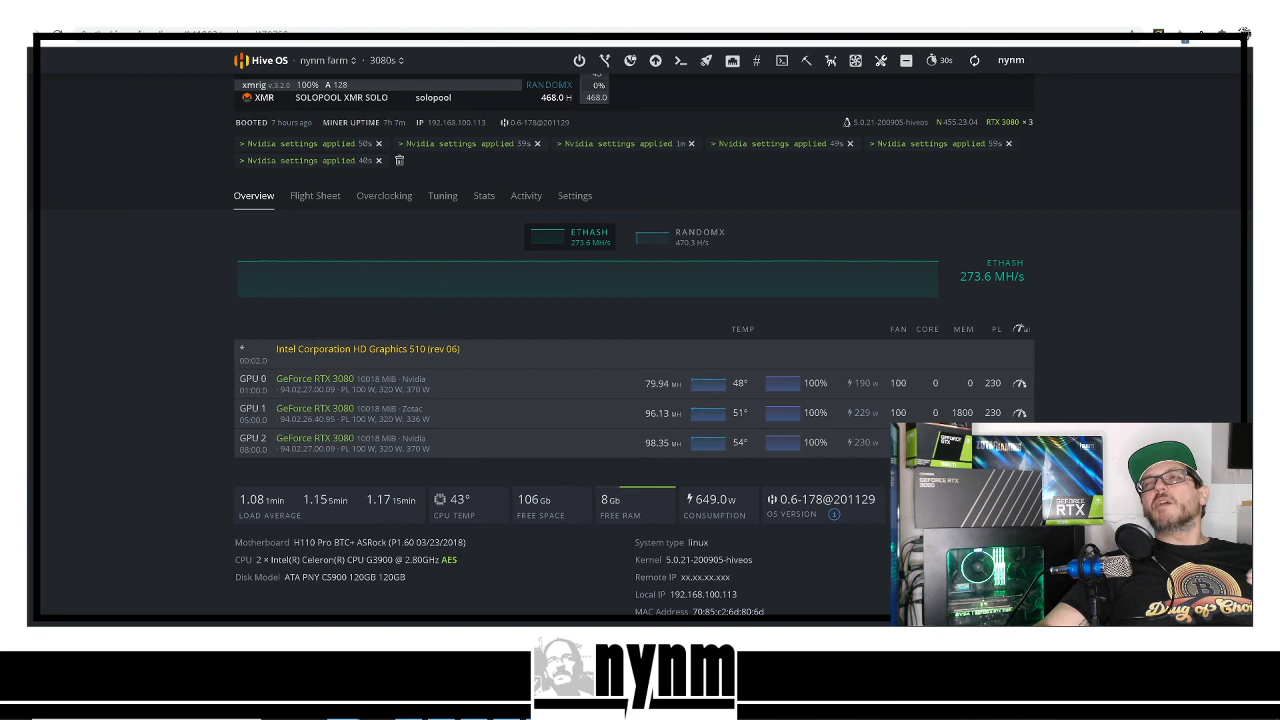 Hive OS nynm farm 3080s # 30s nynm
xmrig v.3.2.0 100% A 128 RANDOMX 0%
XMR SOLOPOOL XMR SOLO solopool 468.0 H 468.0
BOOTED 7 hours ago MINER UPTIME 7h 7m IP 192.168.100.113 0.6-178@201129 5.0.21-200905-hiveos N 455.23.04 RTX 3080 × 3
> Nvidia settings applied 50s × > Nvidia settings applied 39s × > Nvidia settings applied 1m × > Nvidia settings applied 49s × > Nvidia settings applied 59s ×
> Nvidia settings applied 40s ×
Overview Flight Sheet Overclocking Tuning Stats Activity Settings
ETHASH RANDOMX
273.6 MH/s 470.3 H/s
ETHASH
273.6 MH/s
TEMP FAN CORE MEM PL
* Intel Corporation HD Graphics 510 (rev 06)
00:02.0
GPU 0 GeForce RTX 3080 10018 MiB · Nvidia 79.94 MH 48° 100% 190 W 100 0 0 230
01:00.0 · 94.02.27.00.09 · PL 100 W, 320 W, 370 W
GPU 1 GeForce RTX 3080 10018 MiB · Zotac 96.13 MH 51° 100% 229 W 100 0 1800 230
05:00.0 · 94.02.26.40.95 · PL 100 W, 320 W, 336 W
GPU 2 GeForce RTX 3080 10018 MiB · Nvidia 98.35 MH 54° 100% 230 W
08:00.0 · 94.02.27.00.09 · PL 100 W, 320 W, 370 W
1.08 1min 1.15 5min 1.17 15min 43° 106 Gb 8 Gb 649.0 W 0.6-178@201129
LOAD AVERAGE CPU TEMP FREE SPACE FREE RAM CONSUMPTION OS VERSION
Motherboard H110 Pro BTC+ ASRock (P1.60 03/23/2018) System type linux
CPU 2 × Intel(R) Celeron(R) CPU G3900 @ 2.80GHz AES Kernel 5.0.21-200905-hiveos
Disk Model ATA PNY CS900 120GB 120GB Remote IP xx.xx.xx.xxx
Local IP 192.168.100.113
MAC Address 70:85:c2:6d:80:6d
ZOTAC GAMING
GEFORCE RTX
3080
GEFORCE
RTX
Drug of Cho
nynm